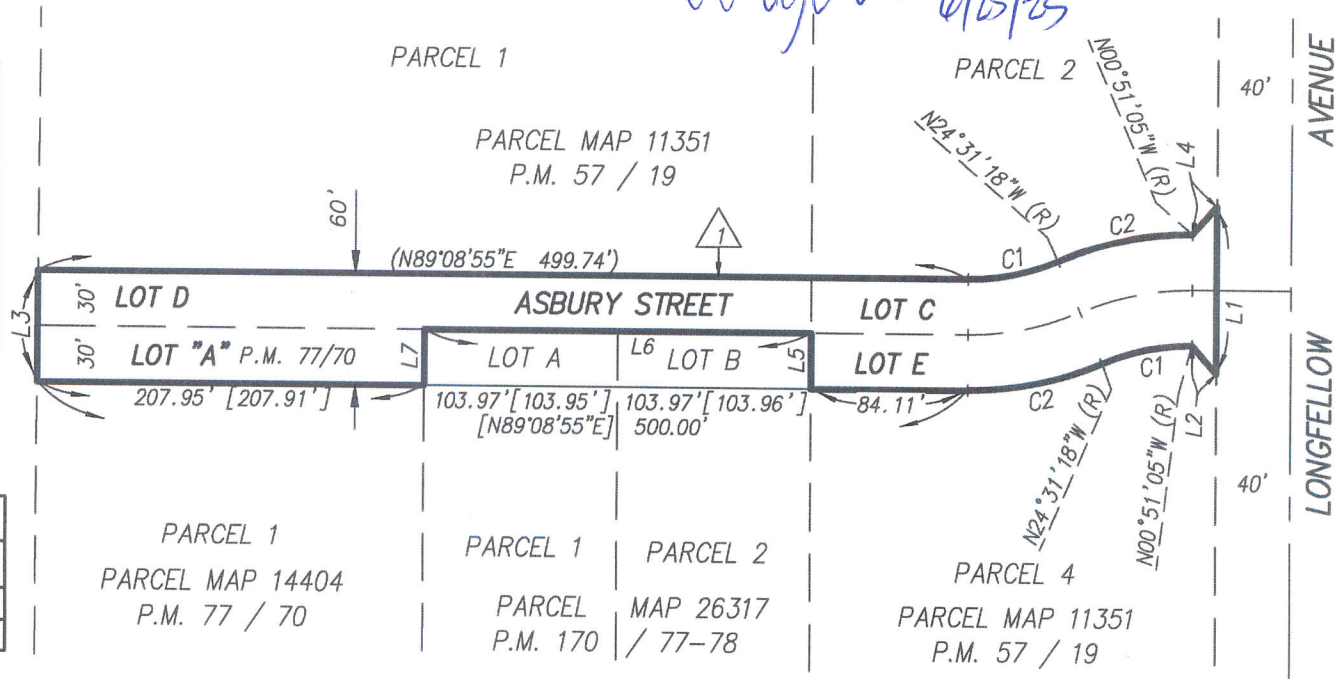 6/25/25
PARCEL 1
PARCEL MAP 11351
P.M. 57 / 19
PARCEL 2
40'
AVENUE
N00°51'05"W (R)
N24°31'18"W (R)
L4
60'
1
(N89°08'55"E 499.74')
C1
C2
L3
30'
LOT D
ASBURY STREET
LOT C
L1
30'
LOT "A" P.M. 77/70
L7
LOT A
L6
LOT B
L5
LOT E
C1
C2
L2
207.95' [207.91']
103.97' [103.95']
103.97' [103.96']
84.11'
[N89°08'55"E]
500.00'
N24°31'18"W (R)
N00°51'05"W (R)
40'
LONGFELLOW
PARCEL 1
PARCEL MAP 14404
P.M. 77 / 70
PARCEL 1
PARCEL 2
PARCEL MAP 26317
P.M. 170 / 77-78
PARCEL 4
PARCEL MAP 11351
P.M. 57 / 19